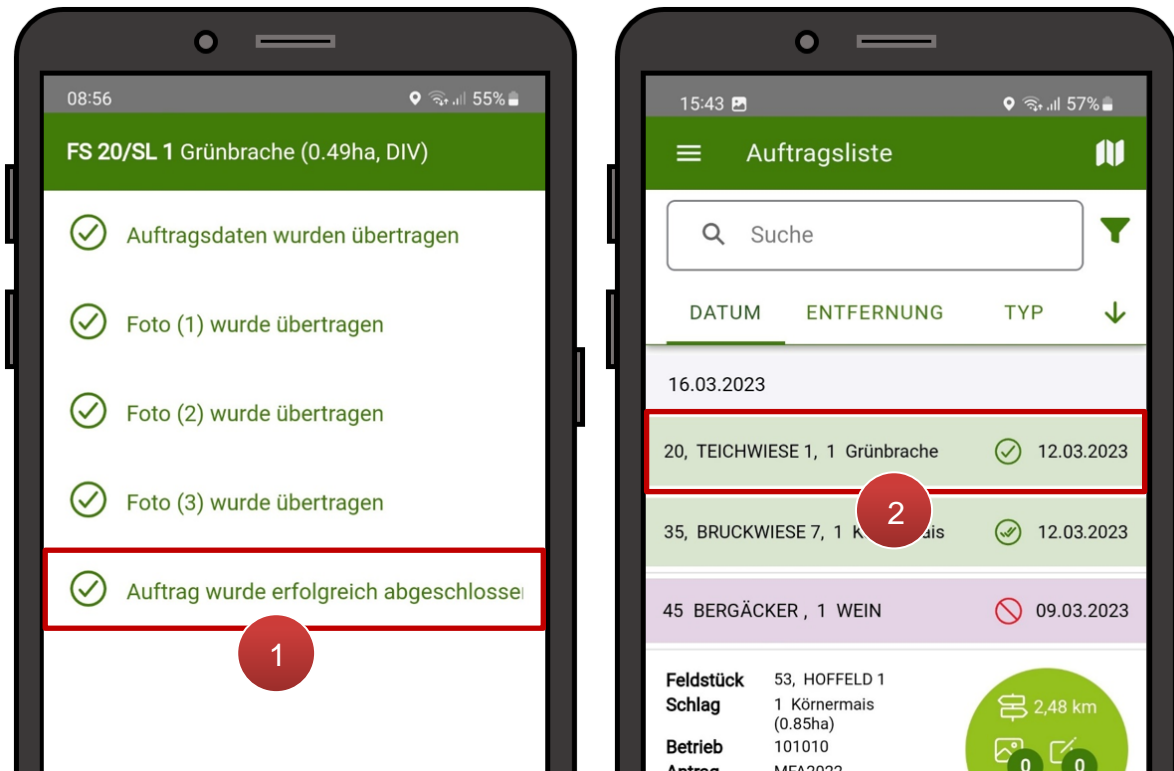 08:56
55%
FS 20/SL 1 Grünbrache (0.49ha, DIV)
Auftragsdaten wurden übertragen
Foto (1) wurde übertragen
Foto (2) wurde übertragen
Foto (3) wurde übertragen
Auftrag wurde erfolgreich
1
15:43
57%
Auftragsliste
Suche
DATUM ENTFERNUNG TYP
16.03.2023
20, TEICHWIESE 1, 1 Grünbrache 12.03.2023
2
35, BRUCKWIESE 7, 1 12.03.2023
45 BERGÄCKER , 1 WEIN 09.03.2023
Feldstück 53, HOFFELD 1
Schlag 1 Körnermais
(0.85ha)
2,48 km
Betrieb 101010
0 0
Antrag MFA2022